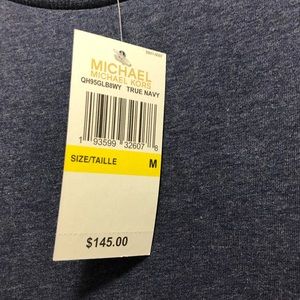 MICHAEL
MICHAEL KORS
QH95GLB8WY TRUE NAVY
1 93599 32607 8
SIZE/TAILLE M
$145.00